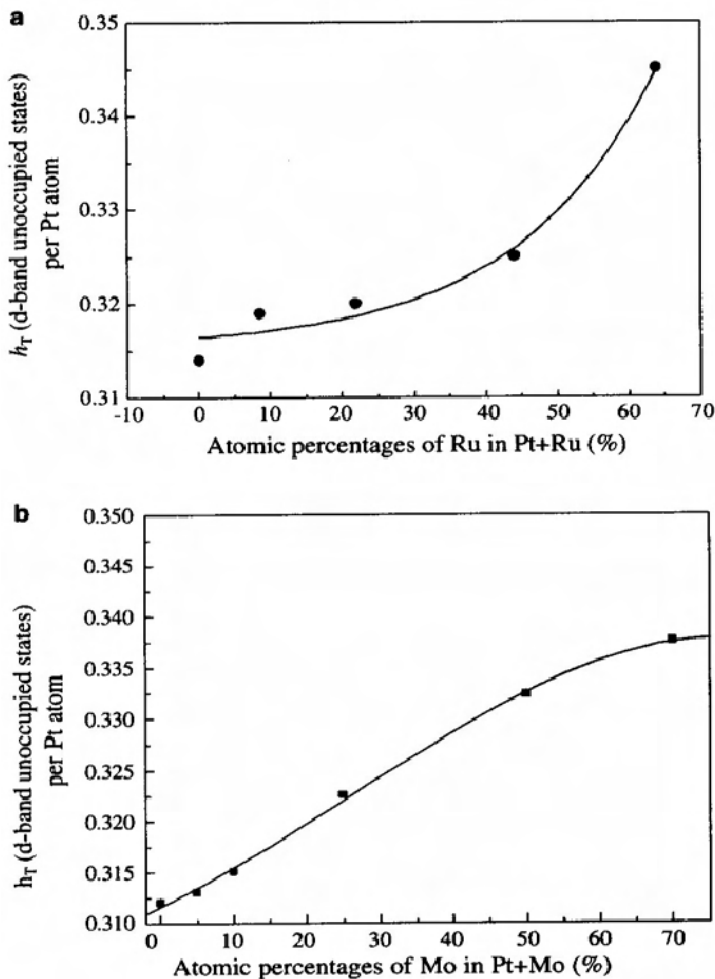 a
0.35
0.34
0.33
0.32
0.31
h_T (d-band unoccupied states)
per Pt atom
-10 0 10 20 30 40 50 60 70
Atomic percentages of Ru in Pt+Ru (%)
b
0.350
0.345
0.340
0.335
0.330
0.325
0.320
0.315
0.310
h_T (d-band unoccupied states)
per Pt atom
0 10 20 30 40 50 60 70
Atomic percentages of Mo in Pt+Mo (%)